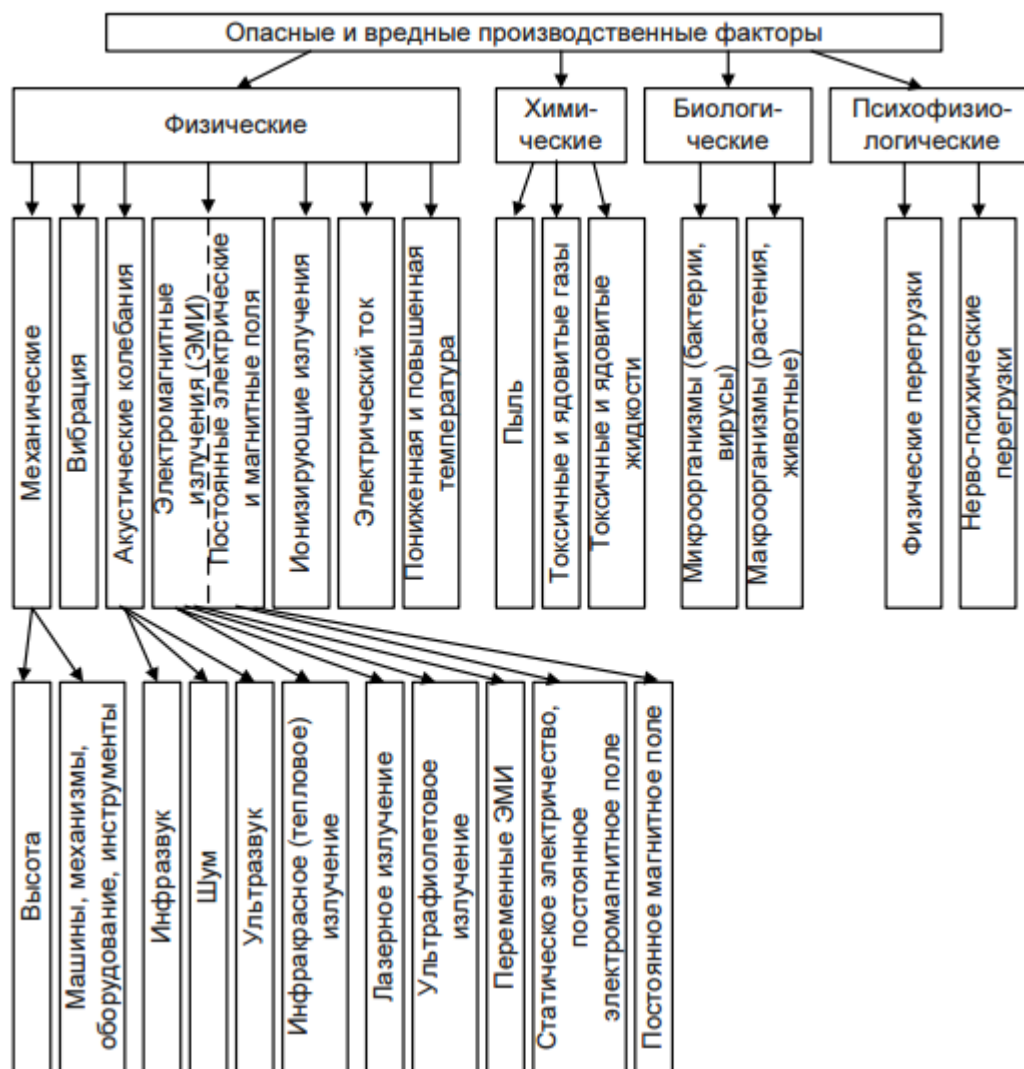 Опасные и вредные производственные факторы
Физические
Хими-
ческие
Биологи-
ческие
Психофизио-
логические
Механические
Вибрация
Акустические колебания
Электромагнитные
излучения (ЭМИ)
Постоянные электрические
и магнитные поля
Ионизирующие излучения
Электрический ток
Пониженная и повышенная
температура
Пыль
Токсичные и ядовитые газы
Токсичные и ядовитые
жидкости
Микроорганизмы (бактерии,
вирусы)
Макроорганизмы (растения,
животные)
Физические перегрузки
Нерво-психические
перегрузки
Высота
Машины, механизмы,
оборудование, инструменты
Инфразвук
Шум
Ультразвук
Инфракрасное (тепловое)
излучение
Лазерное излучение
Ультрафиолетовое
излучение
Переменные ЭМИ
Статическое электричество,
постоянное
электромагнитное поле
Постоянное магнитное поле